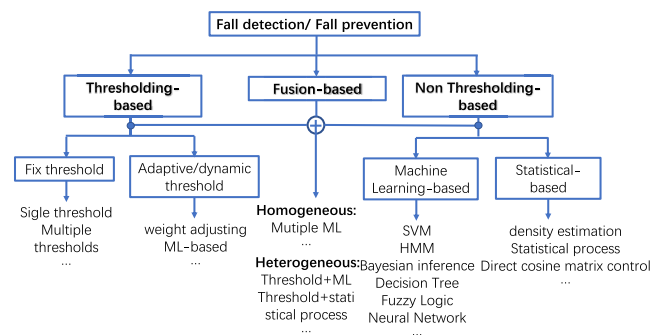 Fall detection/ Fall prevention
Thresholding-
based
Fusion-based
Non Thresholding-
based
Fix threshold
Adaptive/dynamic
threshold
Machine
Learning-based
Statistical-
based
Sigle threshold
Multiple
thresholds
...
weight adjusting
ML-based
...
Homogeneous:
Mutiple ML
...
Heterogeneous:
Threshold+ML
Threshold+stati
stical process
...
SVM
HMM
Bayesian inference
Decision Tree
Fuzzy Logic
Neural Network
...
density estimation
Statistical process
Direct cosine matrix control
...